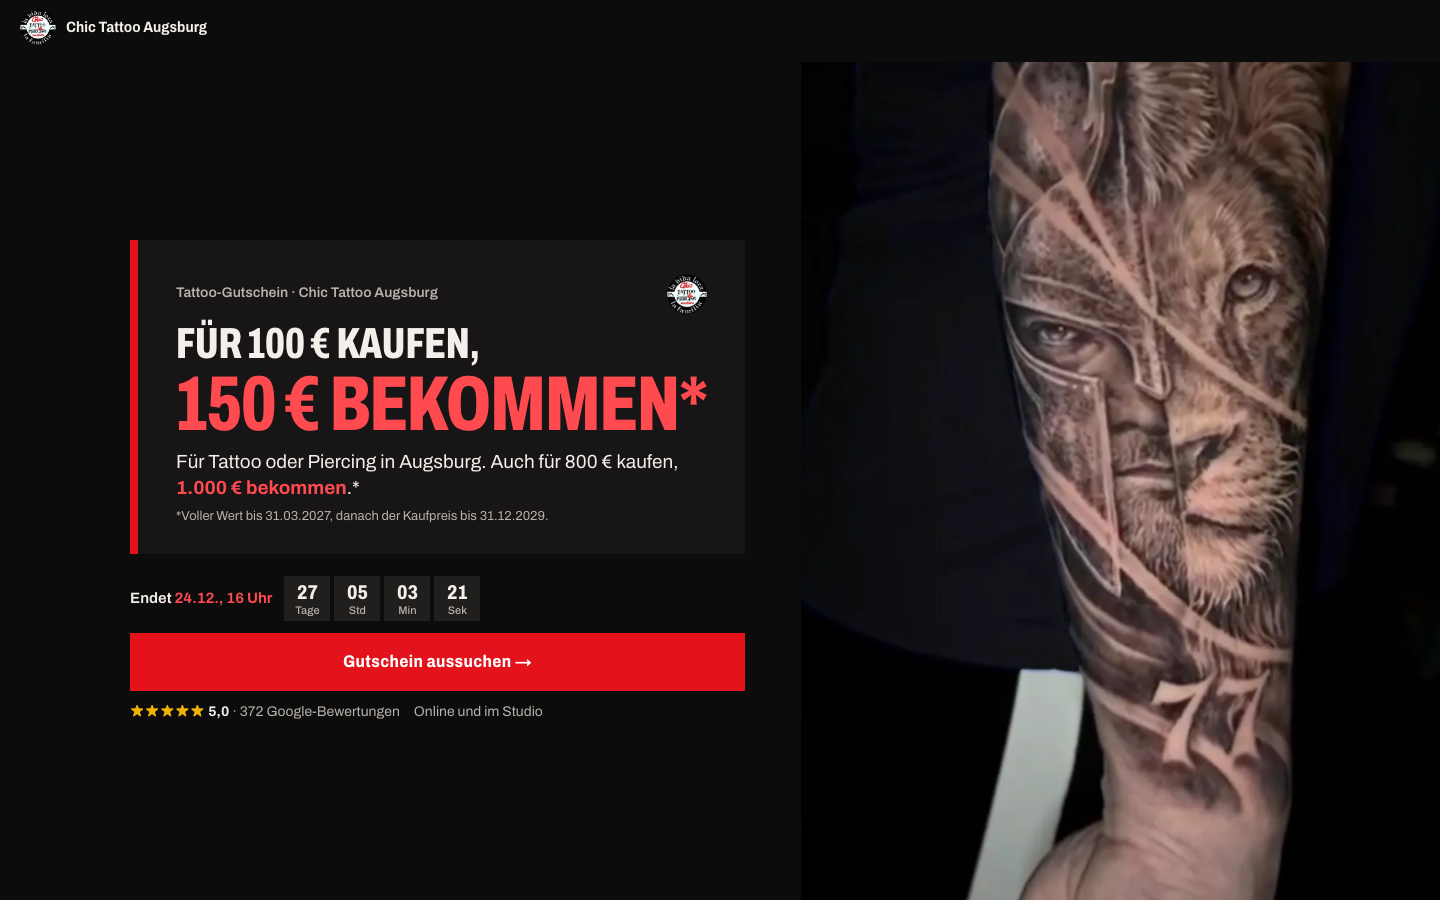 Chic Tattoo Augsburg
Tattoo-Gutschein · Chic Tattoo Augsburg
FÜR 100 € KAUFEN,
150 € BEKOMMEN*
Für Tattoo oder Piercing in Augsburg. Auch für 800 € kaufen,
1.000 € bekommen.*
*Voller Wert bis 31.03.2027, danach der Kaufpreis bis 31.12.2029.
Endet 24.12., 16 Uhr
27 05 03 21
Tage Std Min Sek
Gutschein aussuchen →
5,0 · 372 Google-Bewertungen Online und im Studio
77